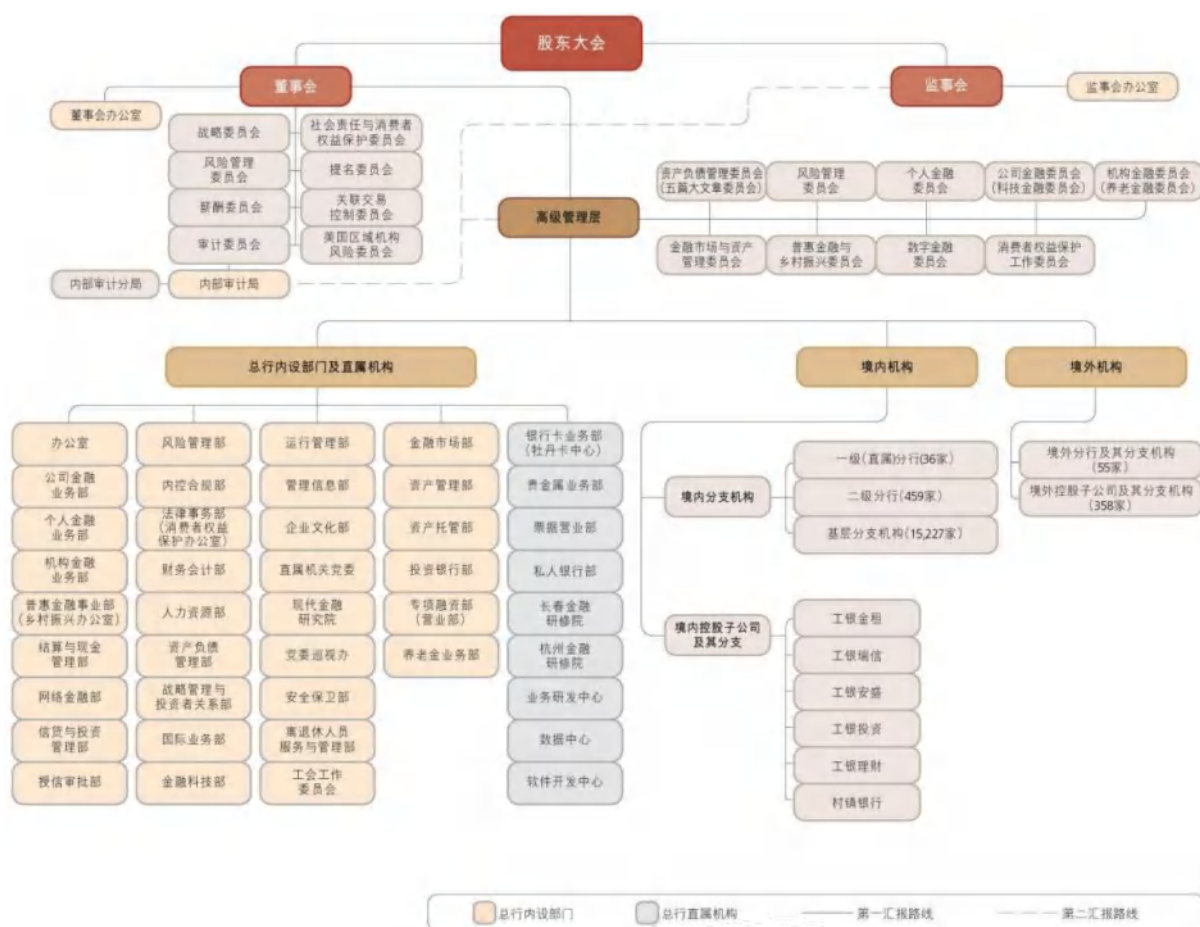 股东大会
董事会
监事会
董事会办公室
监事会办公室
战略委员会
社会责任与消费者
权益保护委员会
风险管理
委员会
提名委员会
薪酬委员会
关联交易
控制委员会
审计委员会
美国区域机构
风险委员会
内部审计分局
内部审计局
高级管理层
资产负债管理委员会
(五篇大文章委员会)
风险管理
委员会
个人金融
委员会
公司金融委员会
(科技金融委员会)
机构金融委员会
(养老金融委员会)
金融市场与资产
管理委员会
普惠金融与
乡村振兴委员会
数字金融
委员会
消费者权益保护
工作委员会
总行内设部门及直属机构
境内机构
境外机构
办公室
公司金融
业务部
个人金融
业务部
机构金融
业务部
普惠金融事业部
(乡村振兴办公室)
结算与现金
管理部
网络金融部
信贷与投资
管理部
授信审批部
风险管理部
内控合规部
法律事务部
(消费者权益
保护办公室)
财务会计部
人力资源部
资产负债
管理部
战略管理与
投资者关系部
国际业务部
金融科技部
运行管理部
管理信息部
企业文化部
直属机关党委
现代金融
研究院
党委巡视办
安全保卫部
离退休人员
服务与管理部
工会工作
委员会
金融市场部
资产管理部
资产托管部
投资银行部
专项融资部
(营业部)
养老金业务部
银行卡业务部
(牡丹卡中心)
贵金属业务部
票据营业部
私人银行部
长春金融
研修院
杭州金融
研修院
业务研发中心
数据中心
软件开发中心
境内分支机构
一级(直属)分行(36家)
二级分行(459家)
基层分支机构(15,227家)
境内控股子公司
及其分支
工银金租
工银瑞信
工银安盛
工银投资
工银理财
村镇银行
境外分行及其分支机构
(55家)
境外控股子公司及其分支机构
(358家)
总行内设部门
总行直属机构
第一汇报路线
第二汇报路线